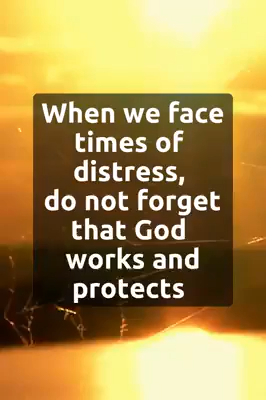 When we face
times of
distress,
do not forget
that God
works and
protects